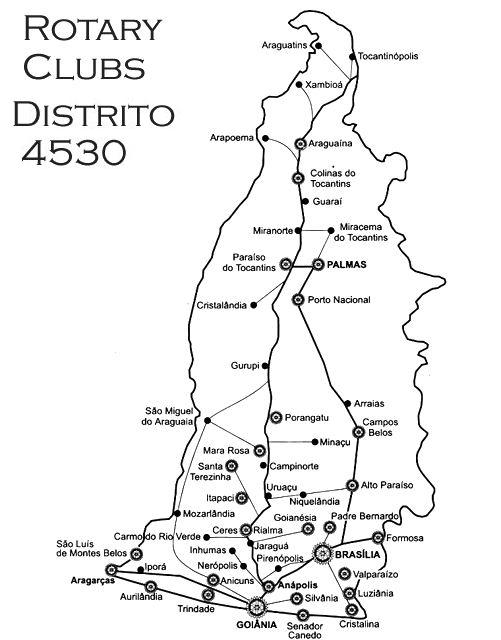 ROTARY
CLUBS
DISTRITO
4530
Araguatins
Tocantinópolis
Xambioá
Arapoema
Araguaína
Colinas do
Tocantins
Guaraí
Miranorte
Miracema
do Tocantins
Paraíso
do Tocantins
PALMAS
Cristalândia
Porto Nacional
Gurupi
Arraias
São Miguel
do Araguaia
Porangatu
Campos
Belos
Mara Rosa
Minaçu
Santa
Terezinha
Campinorte
Uruaçu
Alto Paraíso
Itapaci
Niquelândia
Mozarlândia
Goianésia
Padre Bernardo
Carmo do Rio Verde
Ceres
Rialma
Formosa
São Luís
de Montes Belos
Inhumas
Jaraguá
BRASÍLIA
Pirenópolis
Aragarças
Iporá
Nerópolis
Valparaízo
Anicuns
Anápolis
Aurilândia
Luziânia
Trindade
Silvânia
GOIÂNIA
Senador
Canedo
Cristalina